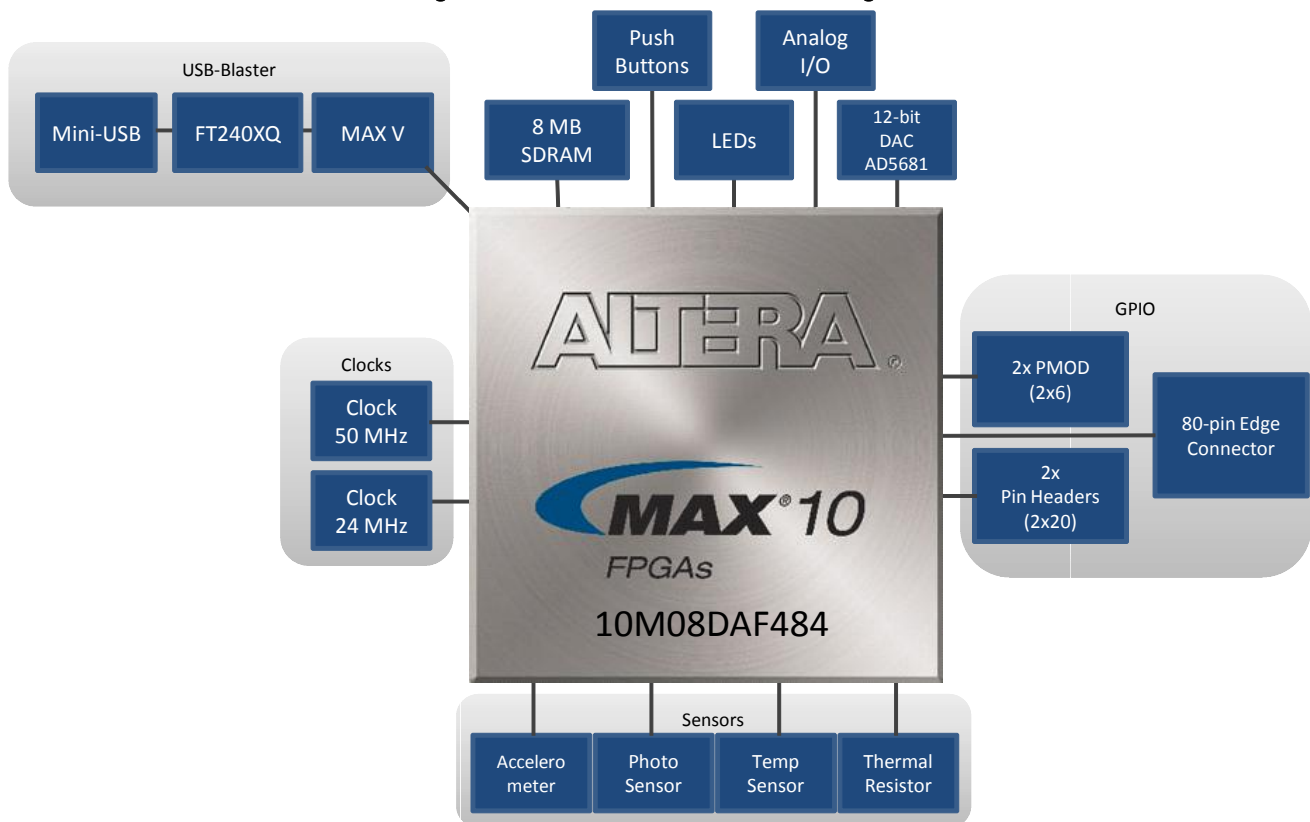 Push
Buttons
Analog
I/O
USB-Blaster
Mini-USB
FT240XQ
MAX V
8 MB
SDRAM
LEDs
12-bit
DAC
AD5681
ALTERA®
GPIO
2x PMOD
(2x6)
80-pin Edge
Connector
2x
Pin Headers
(2x20)
Clocks
Clock
50 MHz
Clock
24 MHz
MAX® 10
FPGAs
10M08DAF484
Sensors
Accelero
meter
Photo
Sensor
Temp
Sensor
Thermal
Resistor